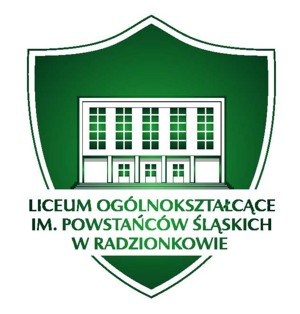 LICEUM OGÓLNOKSZTAŁCĄCE
IM. POWSTAŃCÓW ŚLĄSKICH
W RADZIONKOWIE